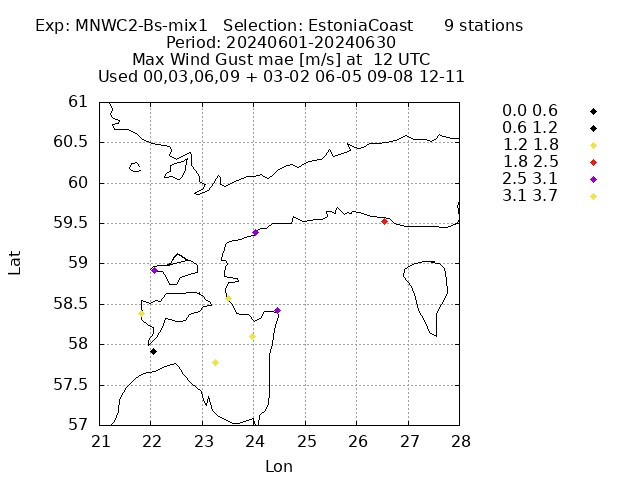 Exp: MNWC2-Bs-mix1   Selection: EstoniaCoast      9 stations
Period: 20240601-20240630
Max Wind Gust mae [m/s] at  12 UTC
Used 00,03,06,09 + 03-02 06-05 09-08 12-11
0.0 0.6
0.6 1.2
1.2 1.8
1.8 2.5
2.5 3.1
3.1 3.7
61
60.5
60
59.5
59
58.5
58
57.5
57
Lat
21 22 23 24 25 26 27 28
Lon